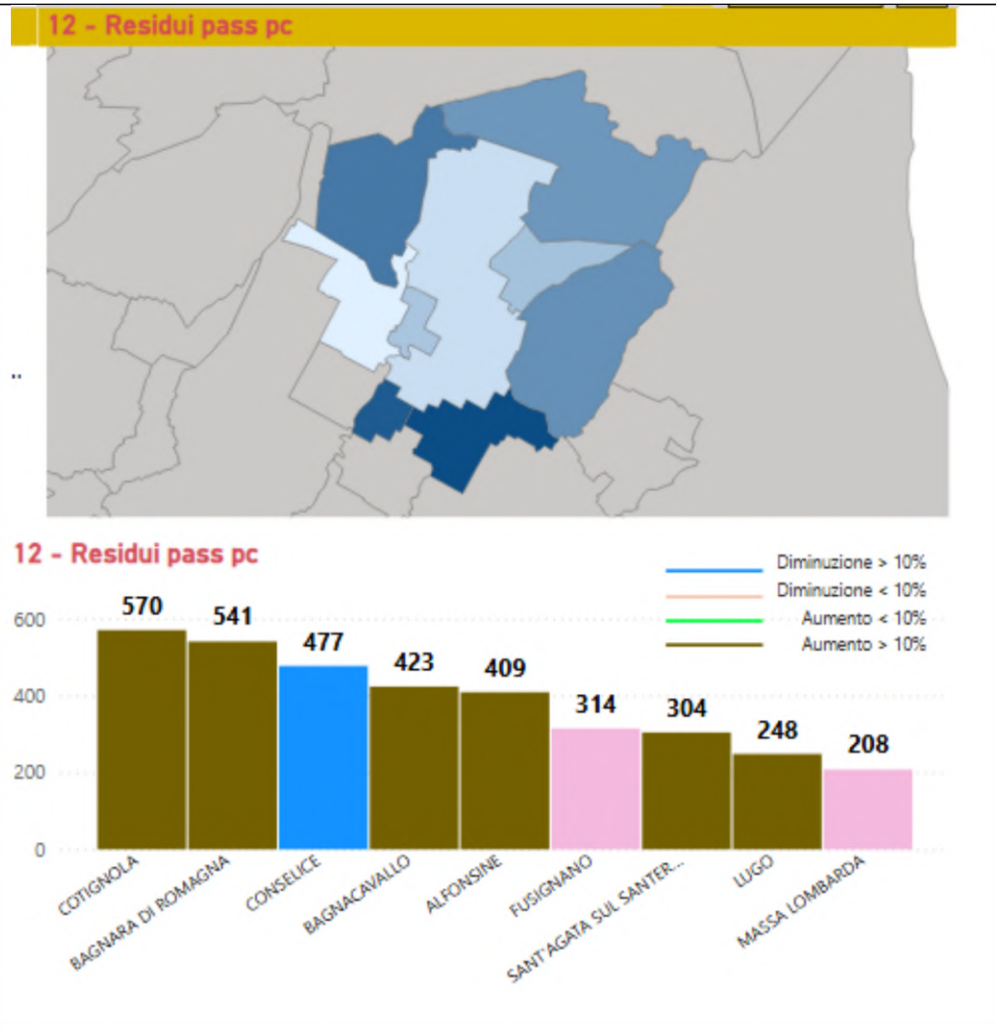 12 - Residui pass pc
..
12 - Residui pass pc
Diminuzione > 10%
Diminuzione < 10%
Aumento < 10%
Aumento > 10%
600
400
200
0
570
541
477
423
409
314
304
248
208
COTIGNOLA
BAGNARA DI ROMAGNA
CONSELICE
BAGNACAVALLO
ALFONSINE
FUSIGNANO
SANT'AGATA SUL SANTER...
LUGO
MASSA LOMBARDA